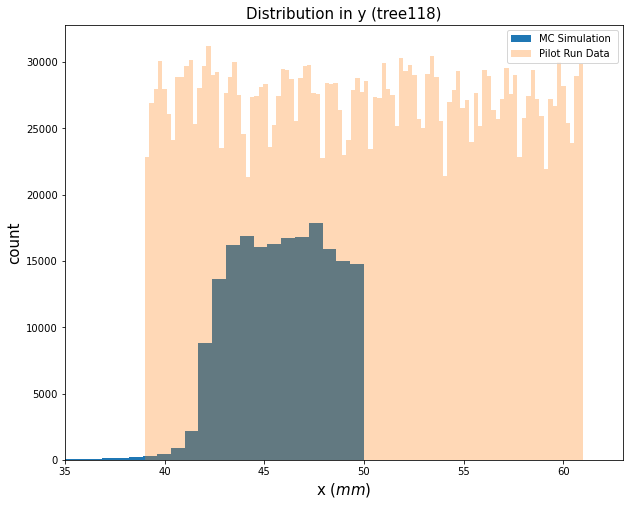 Distribution in y (tree118)
MC Simulation
Pilot Run Data
count
30000
25000
20000
15000
10000
5000
0
35
40
45
50
55
60
x (mm)